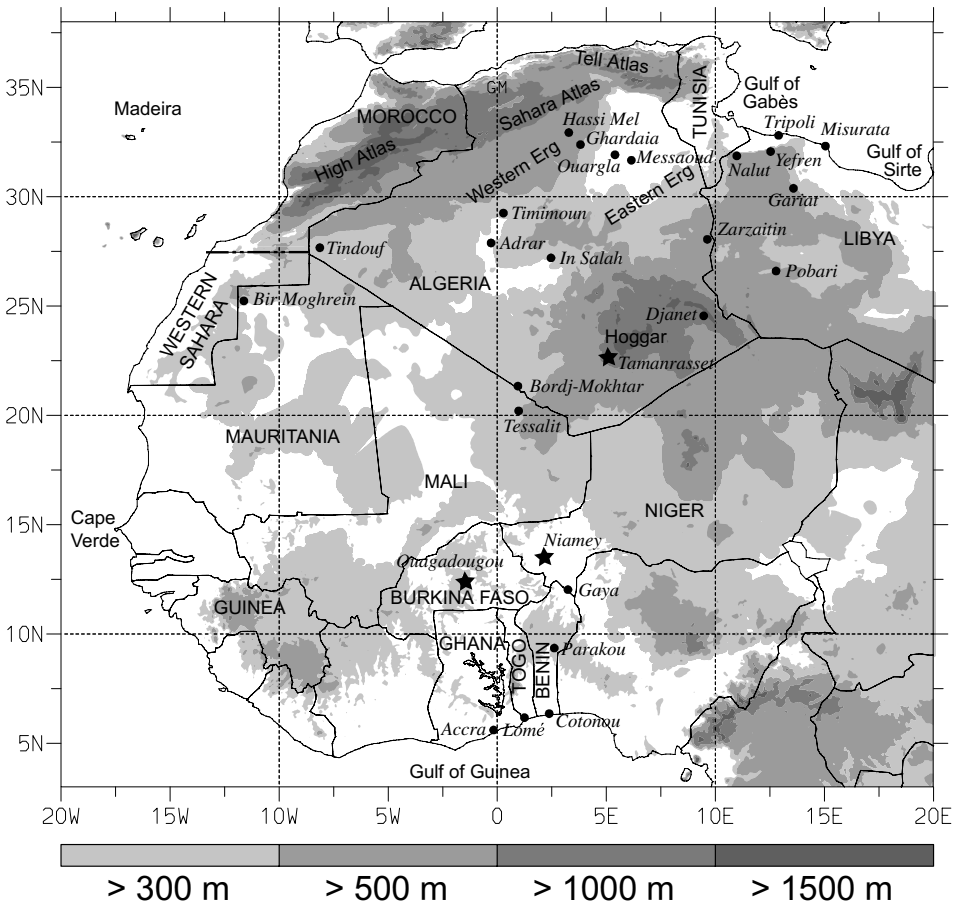 35N
30N
25N
20N
15N
10N
5N
20W
15W
10W
5W
0
5E
10E
15E
20E
GM
Tell Atlas
TUNISIA
Gulf of
Gabès
Madeira
MOROCCO
Sahara Atlas
Hassi Mel
Tripoli
Misurata
Ghardaia
High Atlas
Ouargla
Messaoud
Nalut
Yefren
Gulf of
Sirte
Western Erg
Eastern Erg
Gariat
Timimoun
Zarzaitin
LIBYA
Tindouf
Adrar
In Salah
Pobari
ALGERIA
WESTERN
SAHARA
Bir Moghrein
Djanet
Hoggar
Tamanrasset
Bordj-Mokhtar
Tessalit
MAURITANIA
MALI
NIGER
Cape
Verde
Niamey
Ouagadougou
BURKINA FASO
Gaya
GUINEA
GHANA
TOGO
BENIN
Parakou
Accra
Lomé
Cotonou
Gulf of Guinea
> 300 m
> 500 m
> 1000 m
> 1500 m